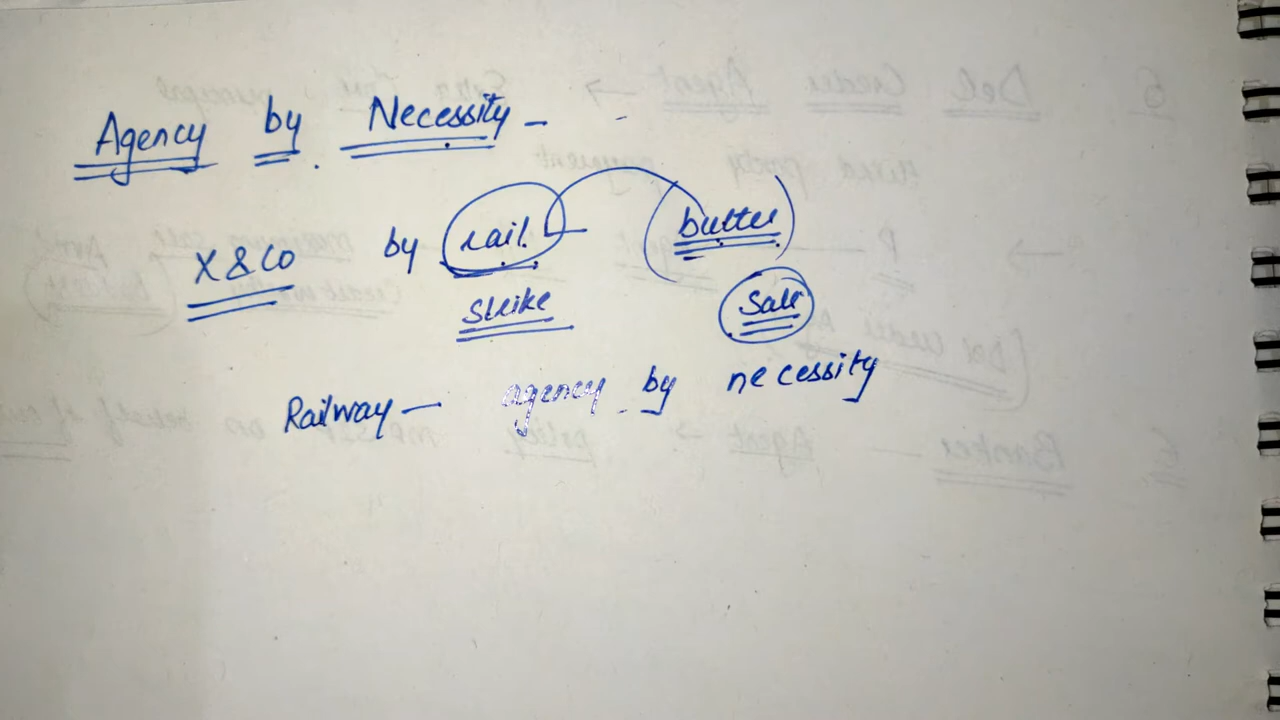 Agency by Necessity -
X & Co by rail. - butter
Strike Sale
Railway - agency by necessity